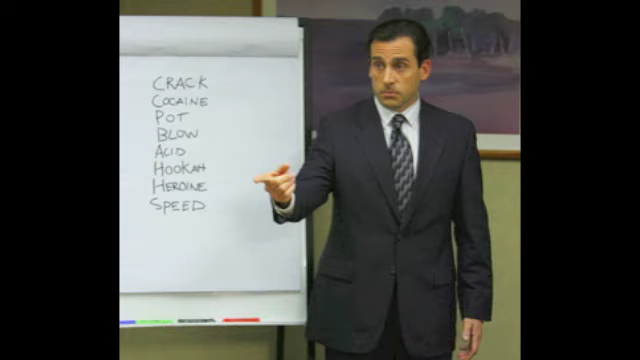 CRACK
COCAINE
POT
BLOW
ACID
HOOKAH
HEROINE
SPEED